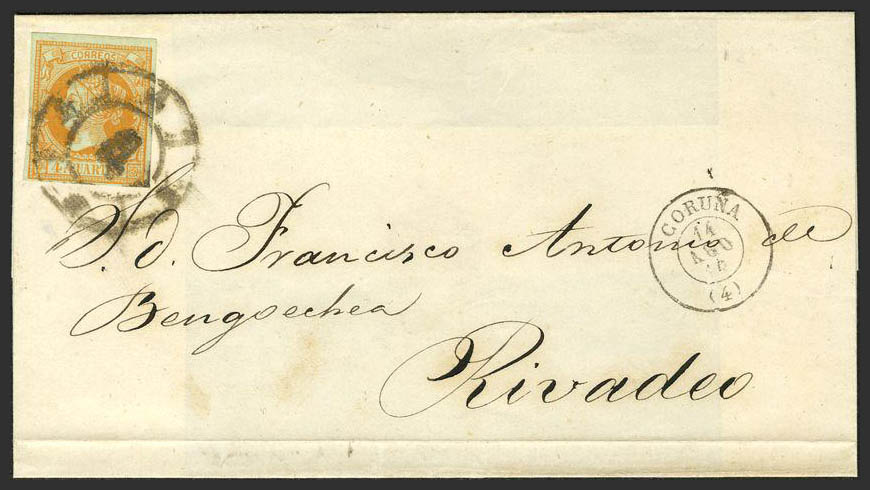 CORREOS
4 CUARTOS
S.d. Francisco Antonio de
Bengoechea
Rivadeo
CORUÑA
14
AGO
(4)